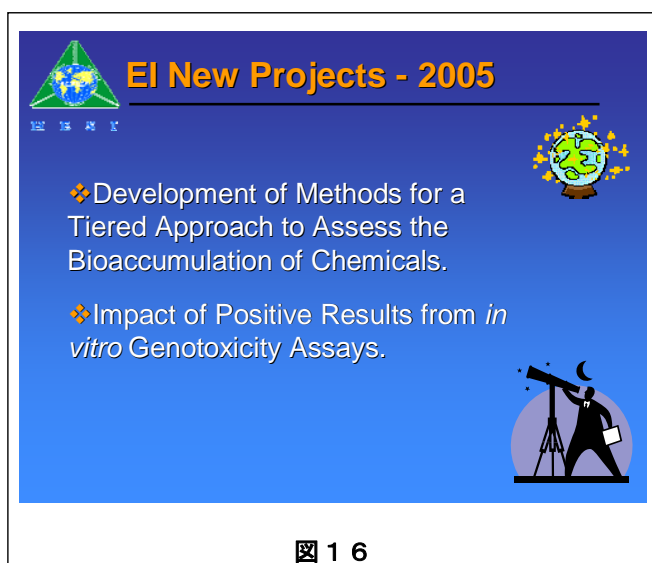 EI New Projects - 2005
H E S I
❖Development of Methods for a
Tiered Approach to Assess the
Bioaccumulation of Chemicals.
❖Impact of Positive Results from in
vitro Genotoxicity Assays.
図１６